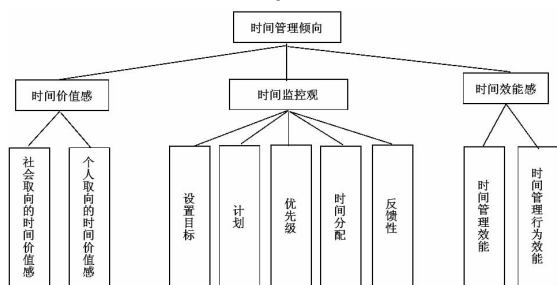 时间管理倾向
时间价值感
时间监控观
时间效能感
社会取向的时间价值感
个人取向的时间价值感
设置目标
计划
优先级
时间分配
反馈性
时间管理效能
时间管理行为效能